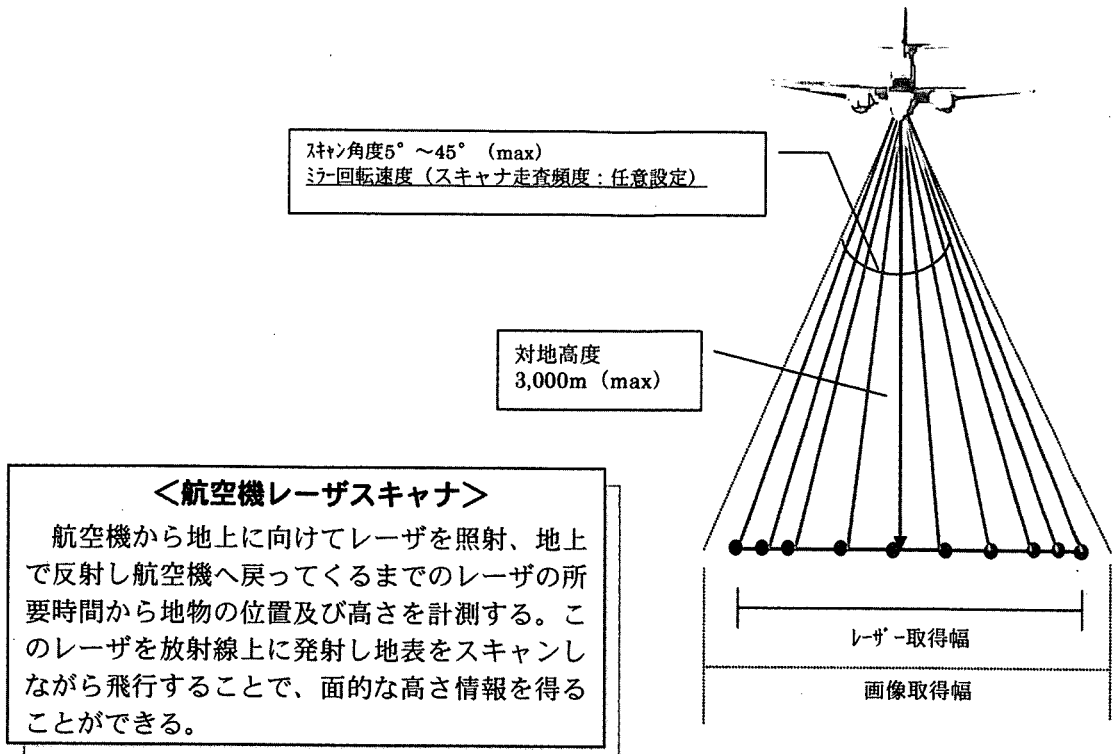 ｽｷｬﾝ角度5°～45°（max）
ﾐﾗｰ回転速度（スキャナ走査頻度：任意設定）
対地高度
3,000m（max）
＜航空機レーザスキャナ＞
航空機から地上に向けてレーザを照射、地上
で反射し航空機へ戻ってくるまでのレーザの所
要時間から地物の位置及び高さを計測する。こ
のレーザを放射線上に発射し地表をスキャンし
ながら飛行することで、面的な高さ情報を得る
ことができる。
ﾚｰｻﾞｰ取得幅
画像取得幅